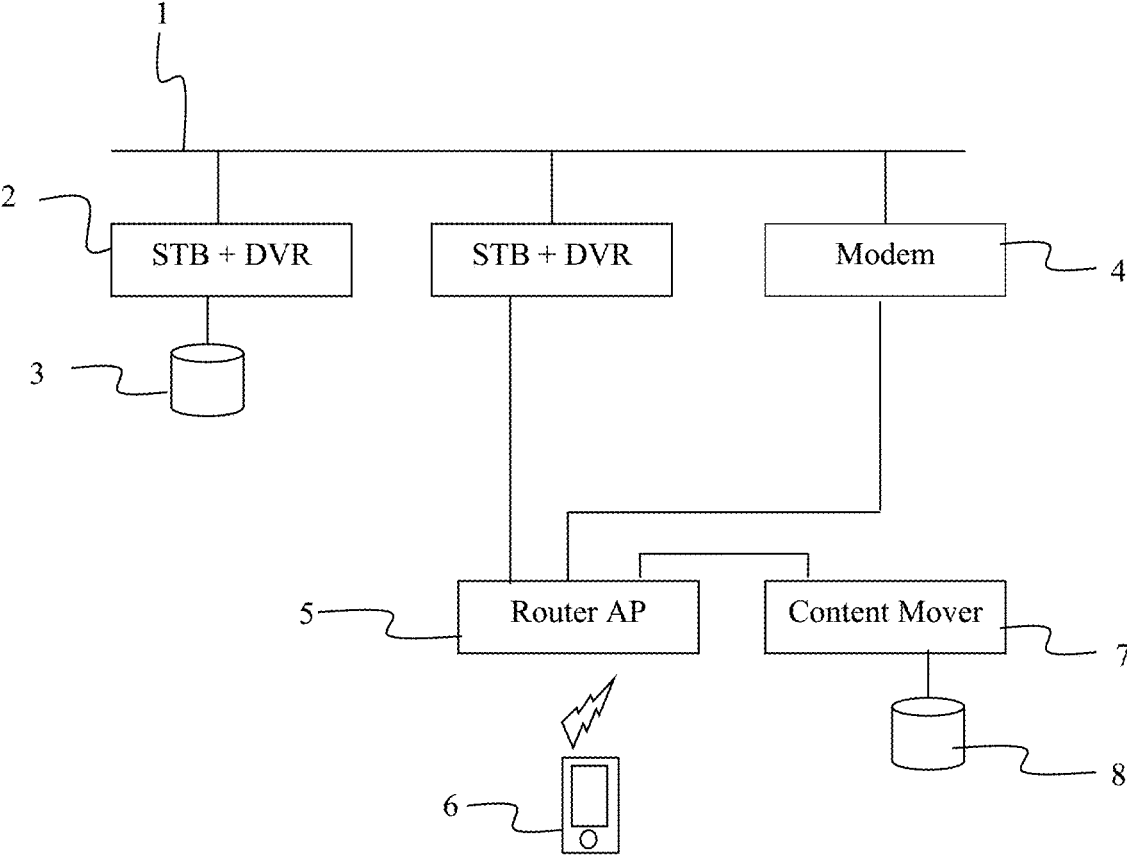 1
2
STB + DVR
STB + DVR
Modem
4
3
5
Router AP
Content Mover
7
6
8